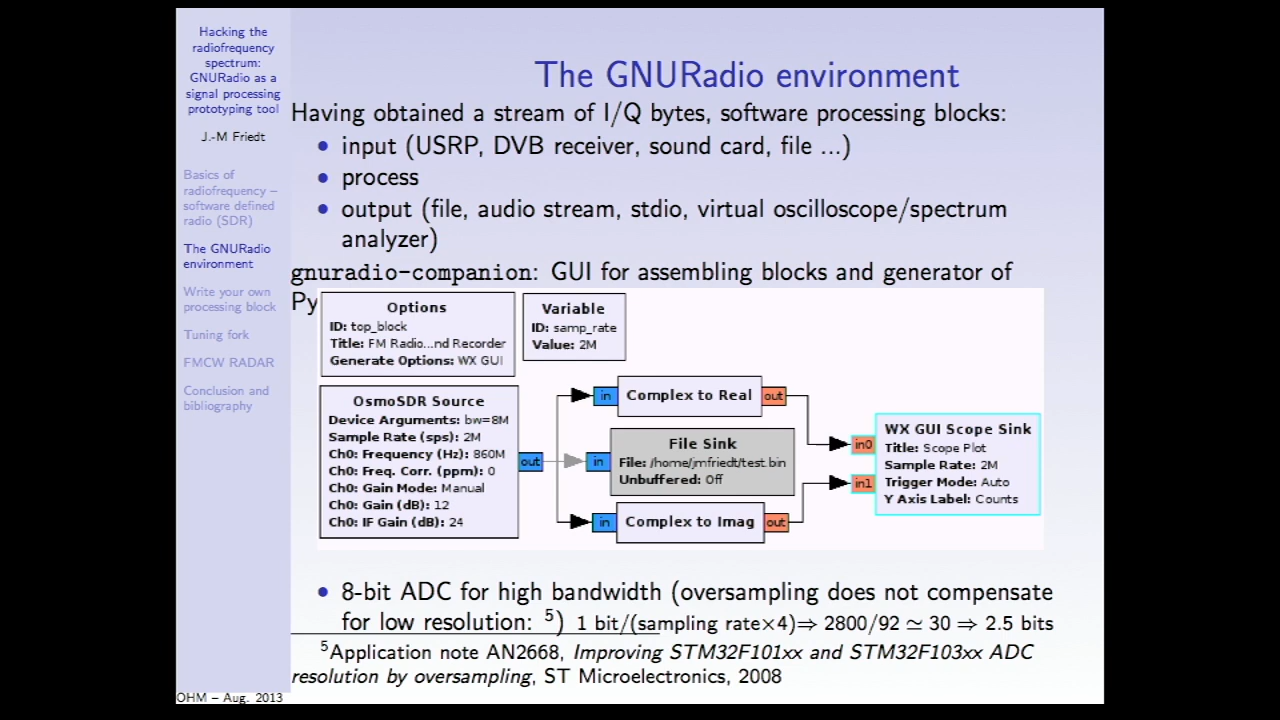 Hacking the
radiofrequency
spectrum:
GNURadio as a
signal processing
prototyping tool
J.-M Friedt
Basics of
radiofrequency –
software defined
radio (SDR)
The GNURadio
environment
Write your own
processing block
Tuning fork
FMCW RADAR
Conclusion and
bibliography
OHM – Aug. 2013
The GNURadio environment
Having obtained a stream of I/Q bytes, software processing blocks:
• input (USRP, DVB receiver, sound card, file ...)
• process
• output (file, audio stream, stdio, virtual oscilloscope/spectrum
analyzer)
gnuradio-companion: GUI for assembling blocks and generator of
Py
Options
ID: top_block
Title: FM Radio...nd Recorder
Generate Options: WX GUI
Variable
ID: samp_rate
Value: 2M
OsmoSDR Source
Device Arguments: bw=8M
Sample Rate (sps): 2M
Ch0: Frequency (Hz): 860M
Ch0: Freq. Corr. (ppm): 0
Ch0: Gain Mode: Manual
Ch0: Gain (dB): 12
Ch0: IF Gain (dB): 24
out
in
Complex to Real
out
in
File Sink
File: /home/jmfriedt/test.bin
Unbuffered: Off
in
Complex to Imag
out
in0
in1
WX GUI Scope Sink
Title: Scope Plot
Sample Rate: 2M
Trigger Mode: Auto
Y Axis Label: Counts
• 8-bit ADC for high bandwidth (oversampling does not compensate
for low resolution: 5) 1 bit/(sampling rate×4)⇒ 2800/92 ≃ 30 ⇒ 2.5 bits
5Application note AN2668, Improving STM32F101xx and STM32F103xx ADC
resolution by oversampling, ST Microelectronics, 2008